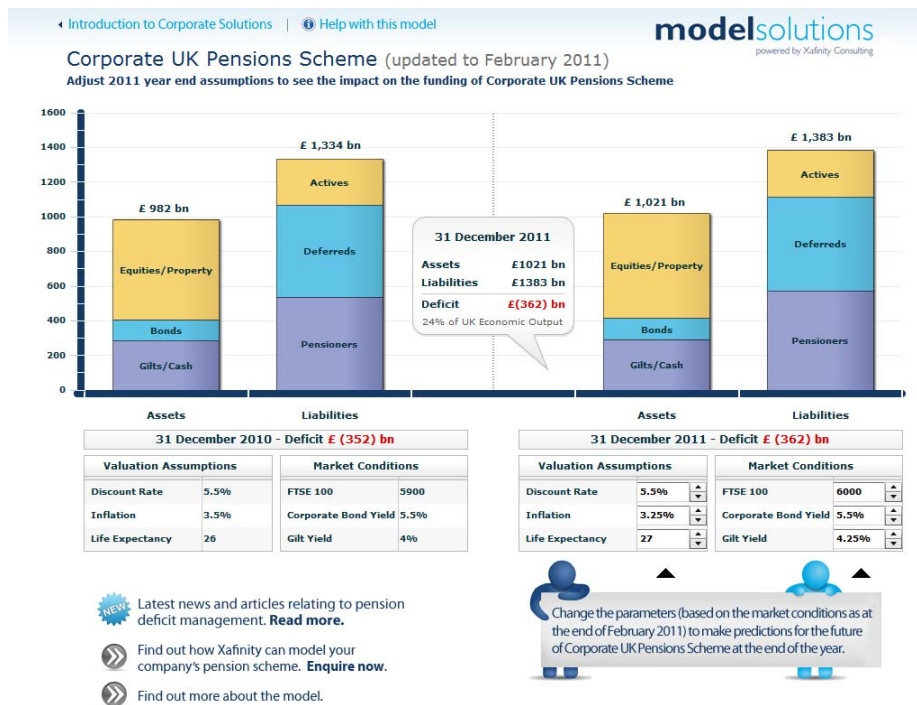 Introduction to Corporate Solutions | Help with this model
modelsolutions
powered by Xafinity Consulting
Corporate UK Pensions Scheme (updated to February 2011)
Adjust 2011 year end assumptions to see the impact on the funding of Corporate UK Pensions Scheme
1600
1400
1200
1000
800
600
400
200
0
£ 982 bn
Equities/Property
Bonds
Gilts/Cash
£ 1,334 bn
Actives
Deferreds
Pensioners
31 December 2011
Assets £1021 bn
Liabilities £1383 bn
Deficit £(362) bn
24% of UK Economic Output
£ 1,021 bn
Equities/Property
Bonds
Gilts/Cash
£ 1,383 bn
Actives
Deferreds
Pensioners
Assets Liabilities Assets Liabilities
31 December 2010 - Deficit £ (352) bn
Valuation Assumptions Market Conditions
Discount Rate 5.5% FTSE 100 5900
Inflation 3.5% Corporate Bond Yield 5.5%
Life Expectancy 26 Gilt Yield 4%
31 December 2011 - Deficit £ (362) bn
Valuation Assumptions Market Conditions
Discount Rate 5.5% FTSE 100 6000
Inflation 3.25% Corporate Bond Yield 5.5%
Life Expectancy 27 Gilt Yield 4.25%
NEW
Latest news and articles relating to pension
deficit management. Read more.
Find out how Xafinity can model your
company's pension scheme. Enquire now.
Find out more about the model.
Change the parameters (based on the market conditions as at
the end of February 2011) to make predictions for the future
of Corporate UK Pensions Scheme at the end of the year.